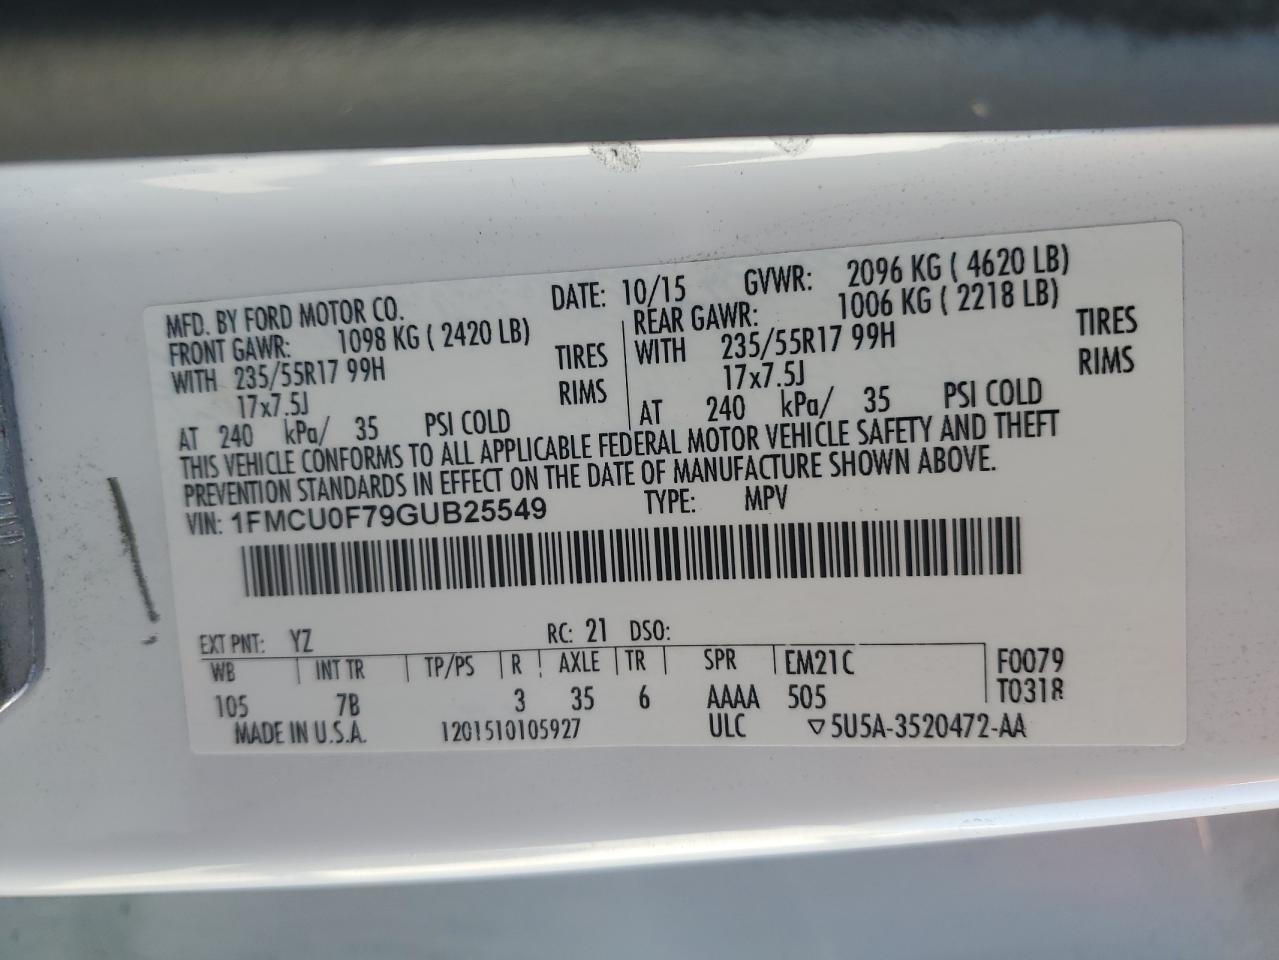 MFD. BY FORD MOTOR CO. DATE: 10/15 GVWR: 2096 KG ( 4620 LB)
FRONT GAWR: 1098 KG ( 2420 LB) REAR GAWR: 1006 KG ( 2218 LB)
WITH 235/55R17 99H TIRES WITH 235/55R17 99H TIRES
17x7.5J RIMS 17x7.5J RIMS
AT 240 kPa/ 35 PSI COLD AT 240 kPa/ 35 PSI COLD
THIS VEHICLE CONFORMS TO ALL APPLICABLE FEDERAL MOTOR VEHICLE SAFETY AND THEFT
PREVENTION STANDARDS IN EFFECT ON THE DATE OF MANUFACTURE SHOWN ABOVE.
VIN: 1FMCU0F79GUB25549 TYPE: MPV
EXT PNT: YZ RC: 21 DSO:
WB INT TR TP/PS R AXLE TR SPR EM21C F0079
105 7B 3 35 6 AAAA 505 T0318
MADE IN U.S.A. 1201510105927 ULC ▽5U5A-3520472-AA